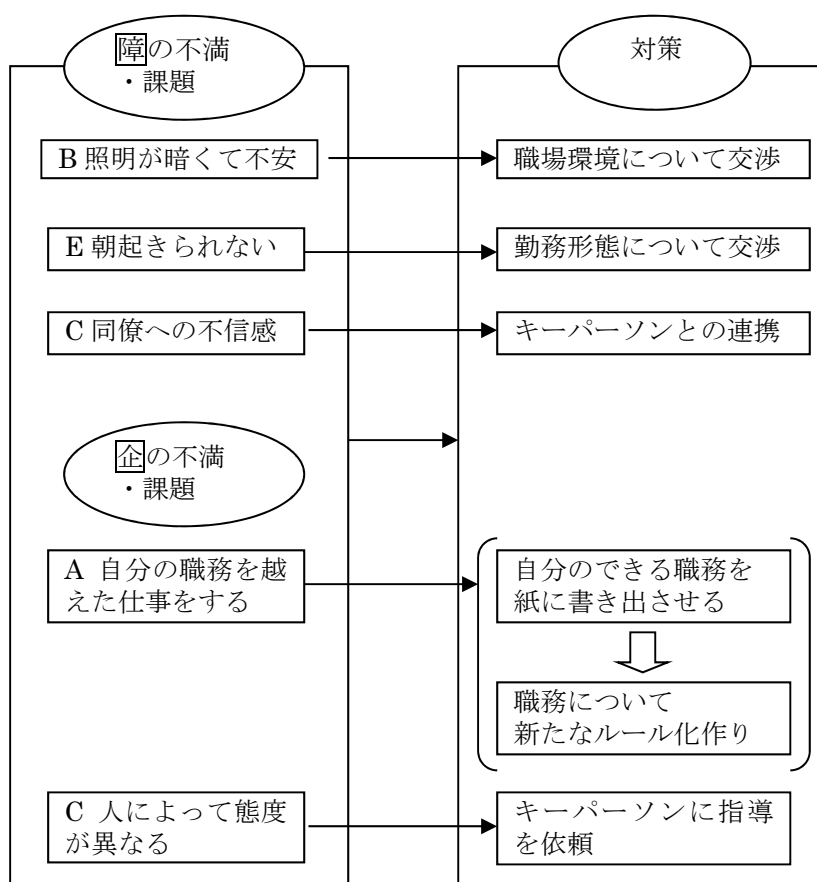 障の不満
・課題
対策
B 照明が暗くて不安
職場環境について交渉
E 朝起きられない
勤務形態について交渉
C 同僚への不信感
キーパーソンとの連携
企の不満
・課題
A 自分の職務を越
えた仕事をする
自分のできる職務を
紙に書き出させる
職務について
新たなルール化作り
C 人によって態度
が異なる
キーパーソンに指導
を依頼